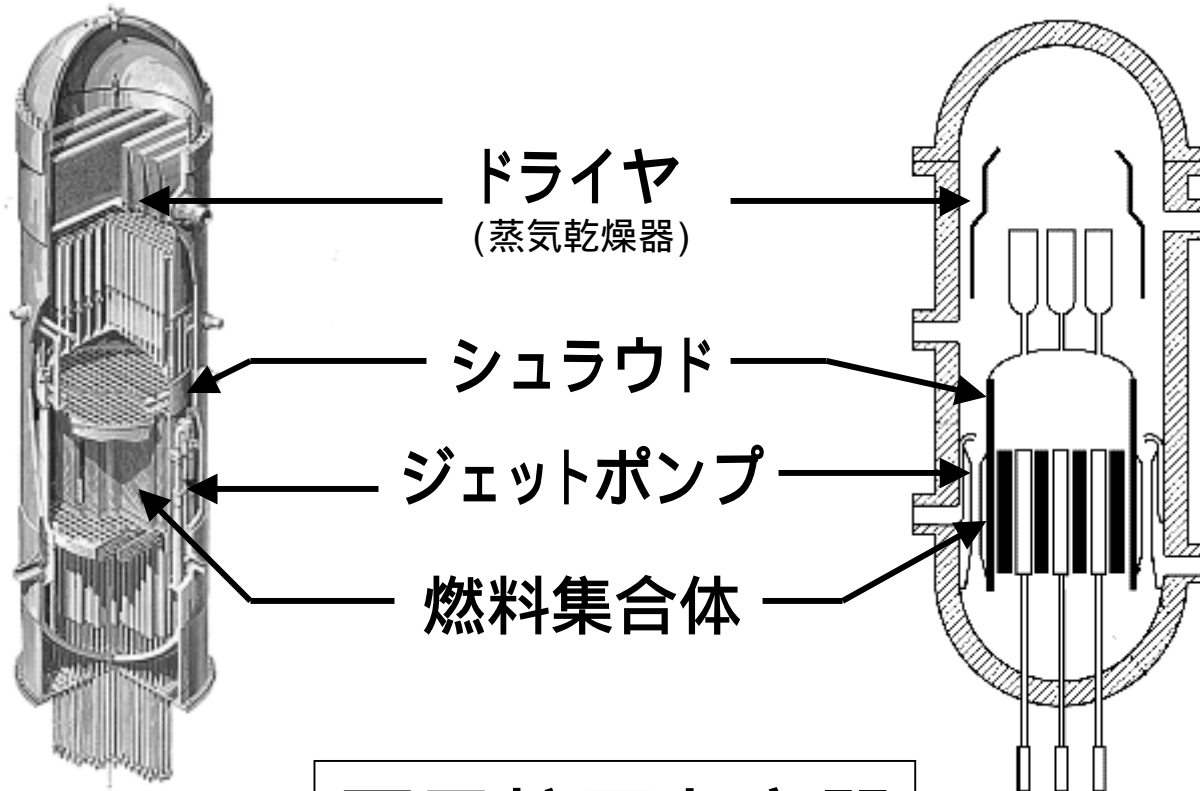 ドライヤ
(蒸気乾燥器)
シュラウド
ジェットポンプ
燃料集合体